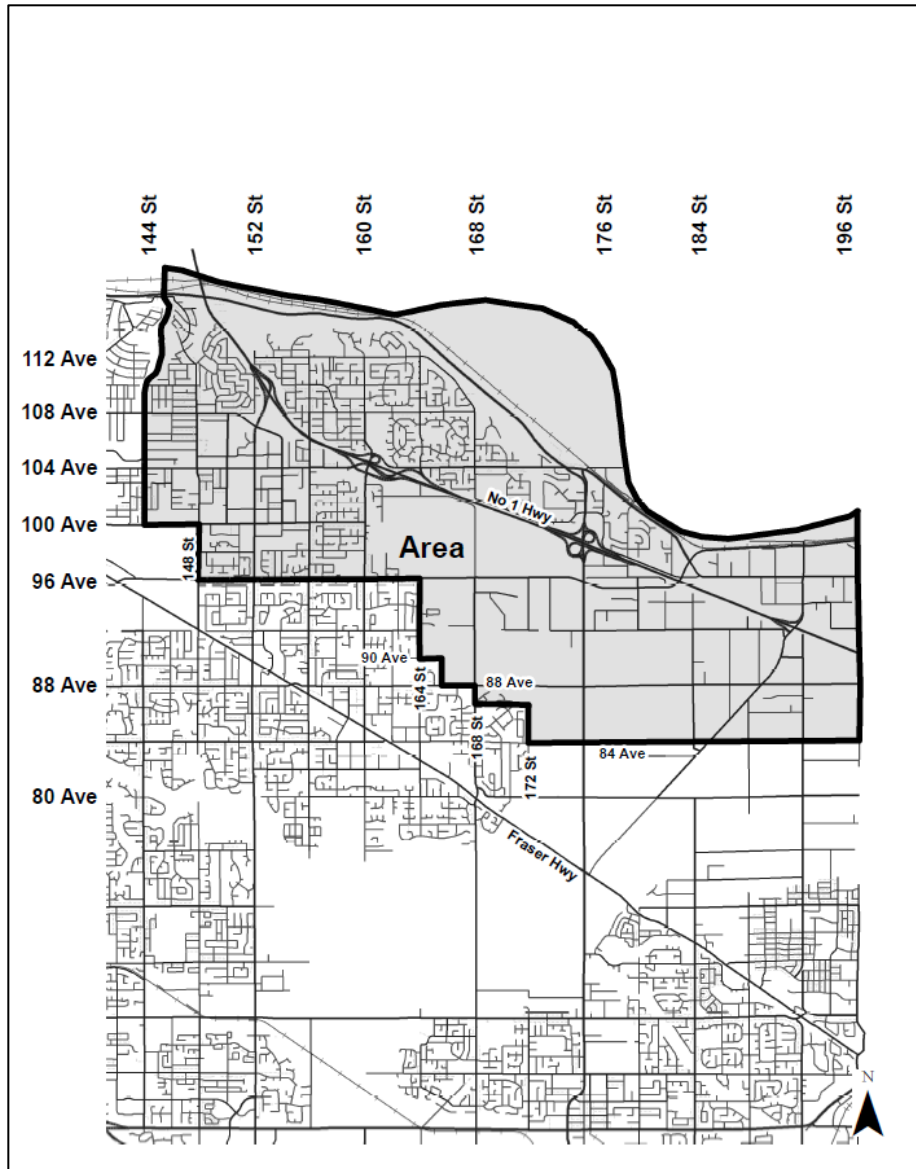 144 St
152 St
160 St
168 St
176 St
184 St
196 St
112 Ave
108 Ave
104 Ave
No 1 Hwy
100 Ave
Area
148 St
96 Ave
90 Ave
164 St
88 Ave
88 Ave
168 St
84 Ave
172 St
80 Ave
Fraser Hwy
N